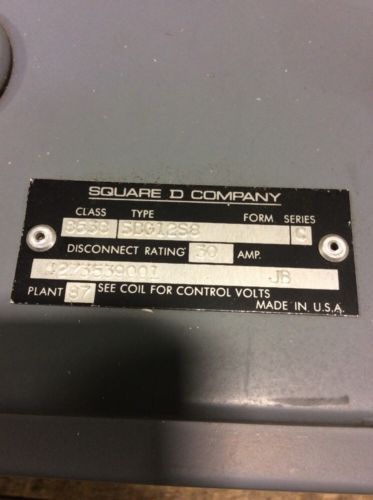 SQUARE D COMPANY
CLASS TYPE FORM SERIES
8538 SBG12S8
DISCONNECT RATING 30 AMP.
JB
PLANT 97 SEE COIL FOR CONTROL VOLTS
MADE IN U.S.A.